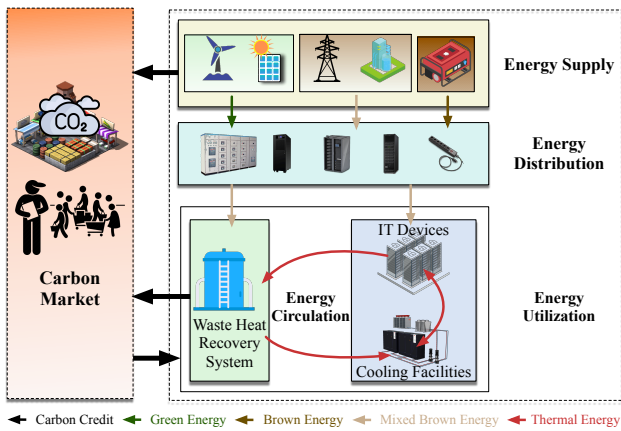 Energy Supply
CO2
Energy
Distribution
IT Devices
Carbon
Market
Energy
Circulation
Energy
Utilization
Waste Heat
Recovery
System
Cooling Facilities
Carbon Credit
Green Energy
Brown Energy
Mixed Brown Energy
Thermal Energy